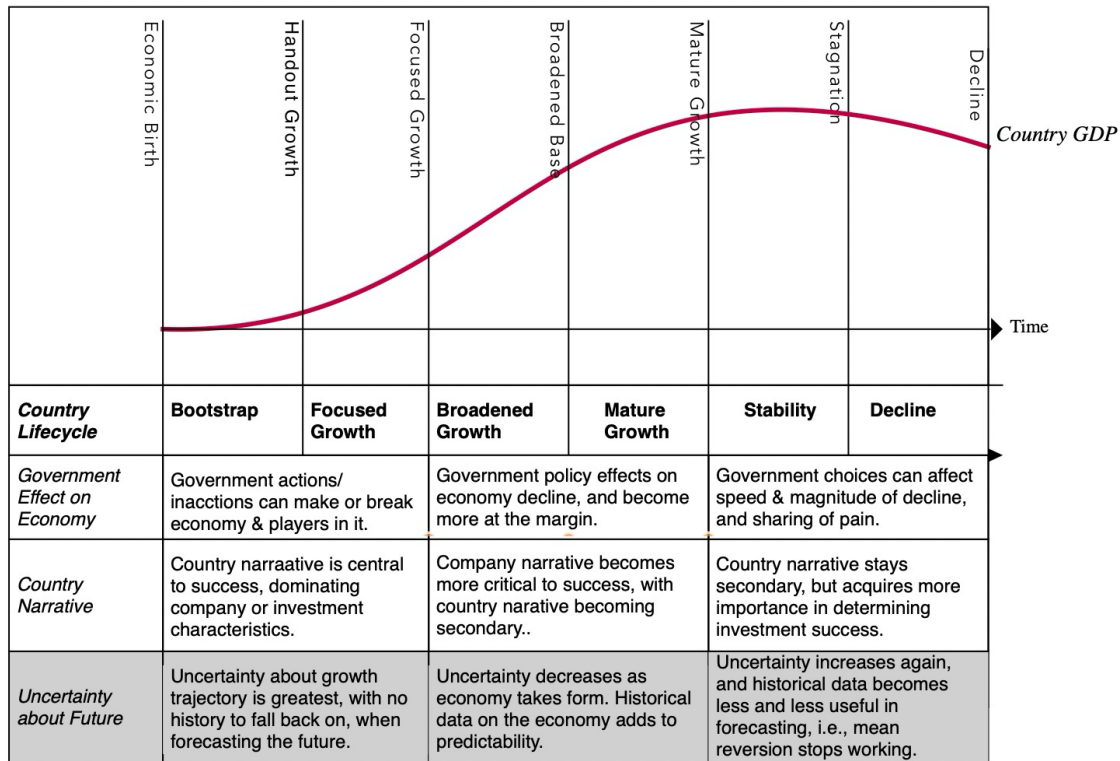 Economic Birth
Handout Growth
Focused Growth
Broadened Base
Mature Growth
Stagnation
Decline
Country GDP
Time
Country
Lifecycle
Bootstrap
Focused
Growth
Broadened
Growth
Mature
Growth
Stability
Decline
Government
Effect on
Economy
Government actions/
inacctions can make or break
economy & players in it.
Government policy effects on
economy decline, and become
more at the margin.
Government choices can affect
speed & magnitude of decline,
and sharing of pain.
Country
Narrative
Country narraative is central
to success, dominating
company or investment
characteristics.
Company narrative becomes
more critical to success, with
country narative becoming
secondary..
Country narrative stays
secondary, but acquires more
importance in determining
investment success.
Uncertainty
about Future
Uncertainty about growth
trajectory is greatest, with no
history to fall back on, when
forecasting the future.
Uncertainty decreases as
economy takes form. Historical
data on the economy adds to
predictability.
Uncertainty increases again,
and historical data becomes
less and less useful in
forecasting, i.e., mean
reversion stops working.